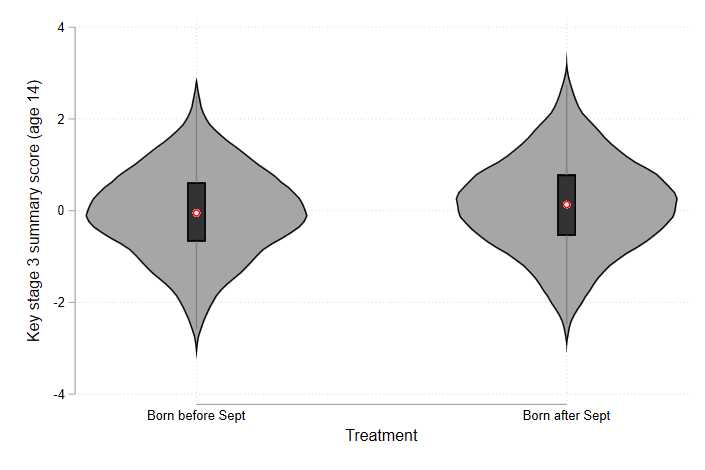 Key stage 3 summary score (age 14)
4
2
0
-2
-4
Born before Sept
Born after Sept
Treatment